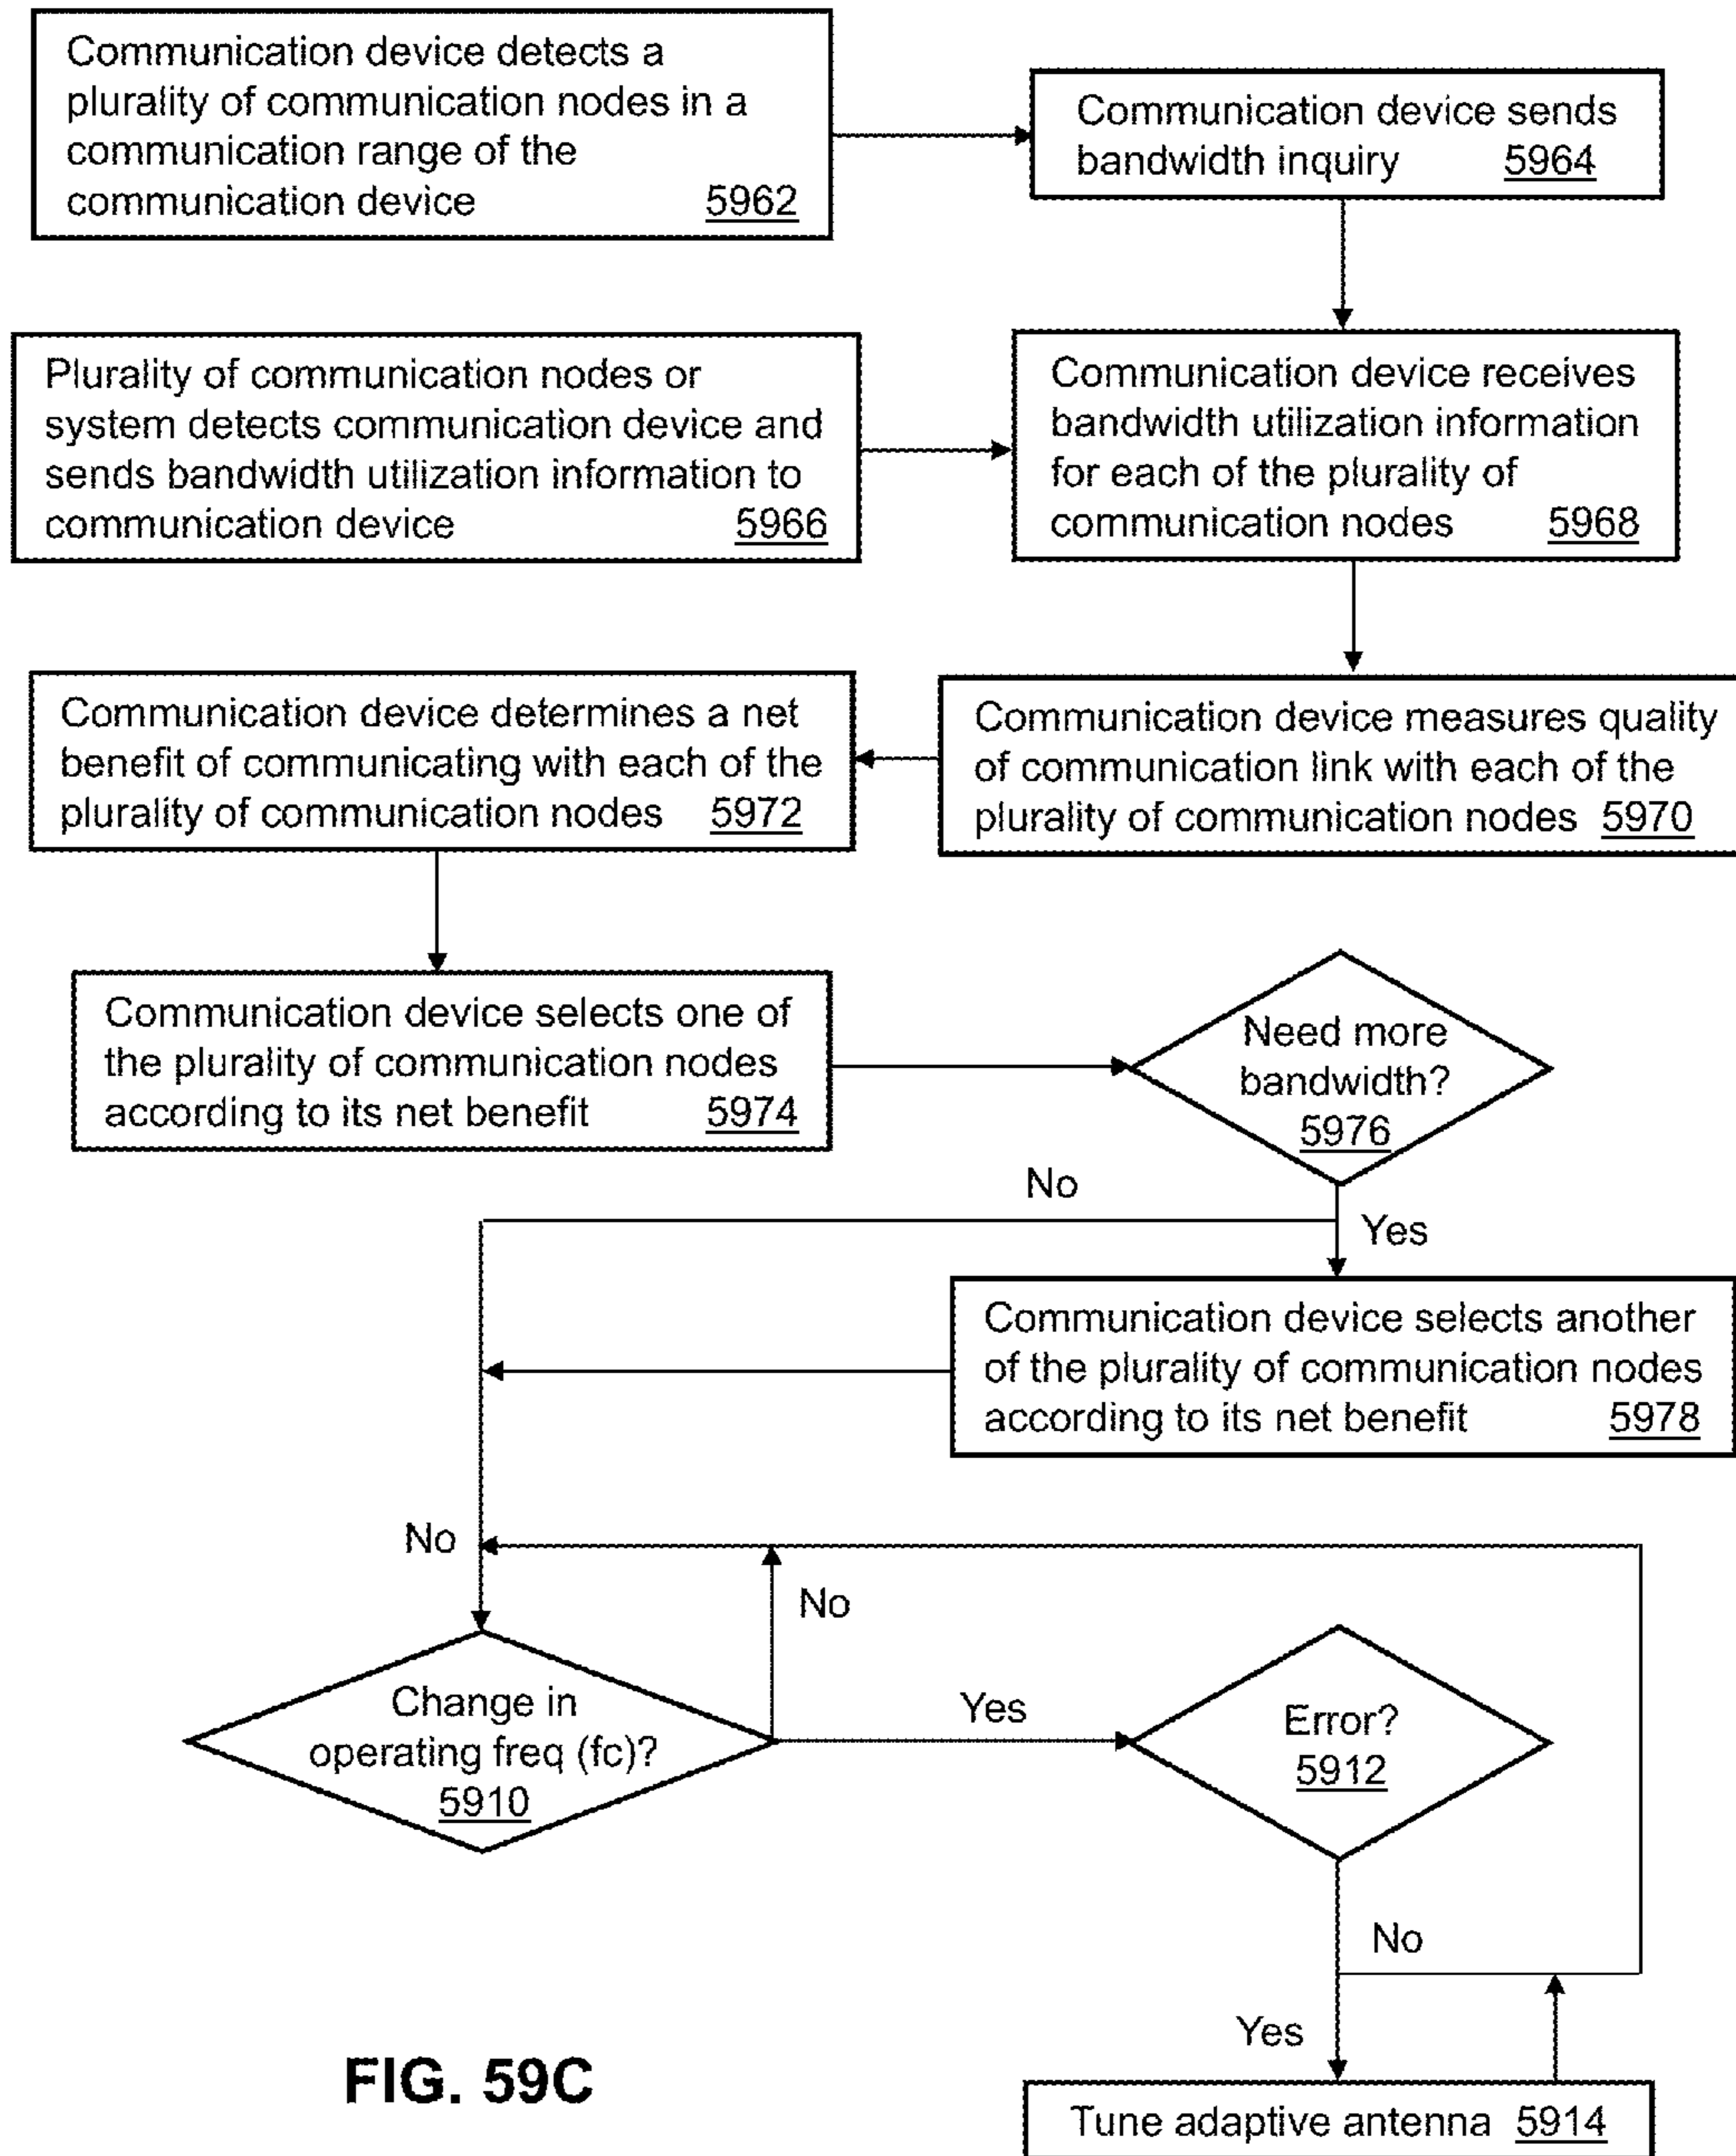 Communication device detects a
plurality of communication nodes in a
communication range of the
communication device 5962
Communication device sends
bandwidth inquiry 5964
Plurality of communication nodes or
system detects communication device and
sends bandwidth utilization information to
communication device 5966
Communication device receives
bandwidth utilization information
for each of the plurality of
communication nodes 5968
Communication device determines a net
benefit of communicating with each of the
plurality of communication nodes 5972
Communication device measures quality
of communication link with each of the
plurality of communication nodes 5970
Communication device selects one of
the plurality of communication nodes
according to its net benefit 5974
Need more
bandwidth?
5976
No
Yes
Communication device selects another
of the plurality of communication nodes
according to its net benefit 5978
No
No
Change in
operating freq (fc)?
5910
Yes
Error?
5912
No
Yes
Tune adaptive antenna 5914
FIG. 59C